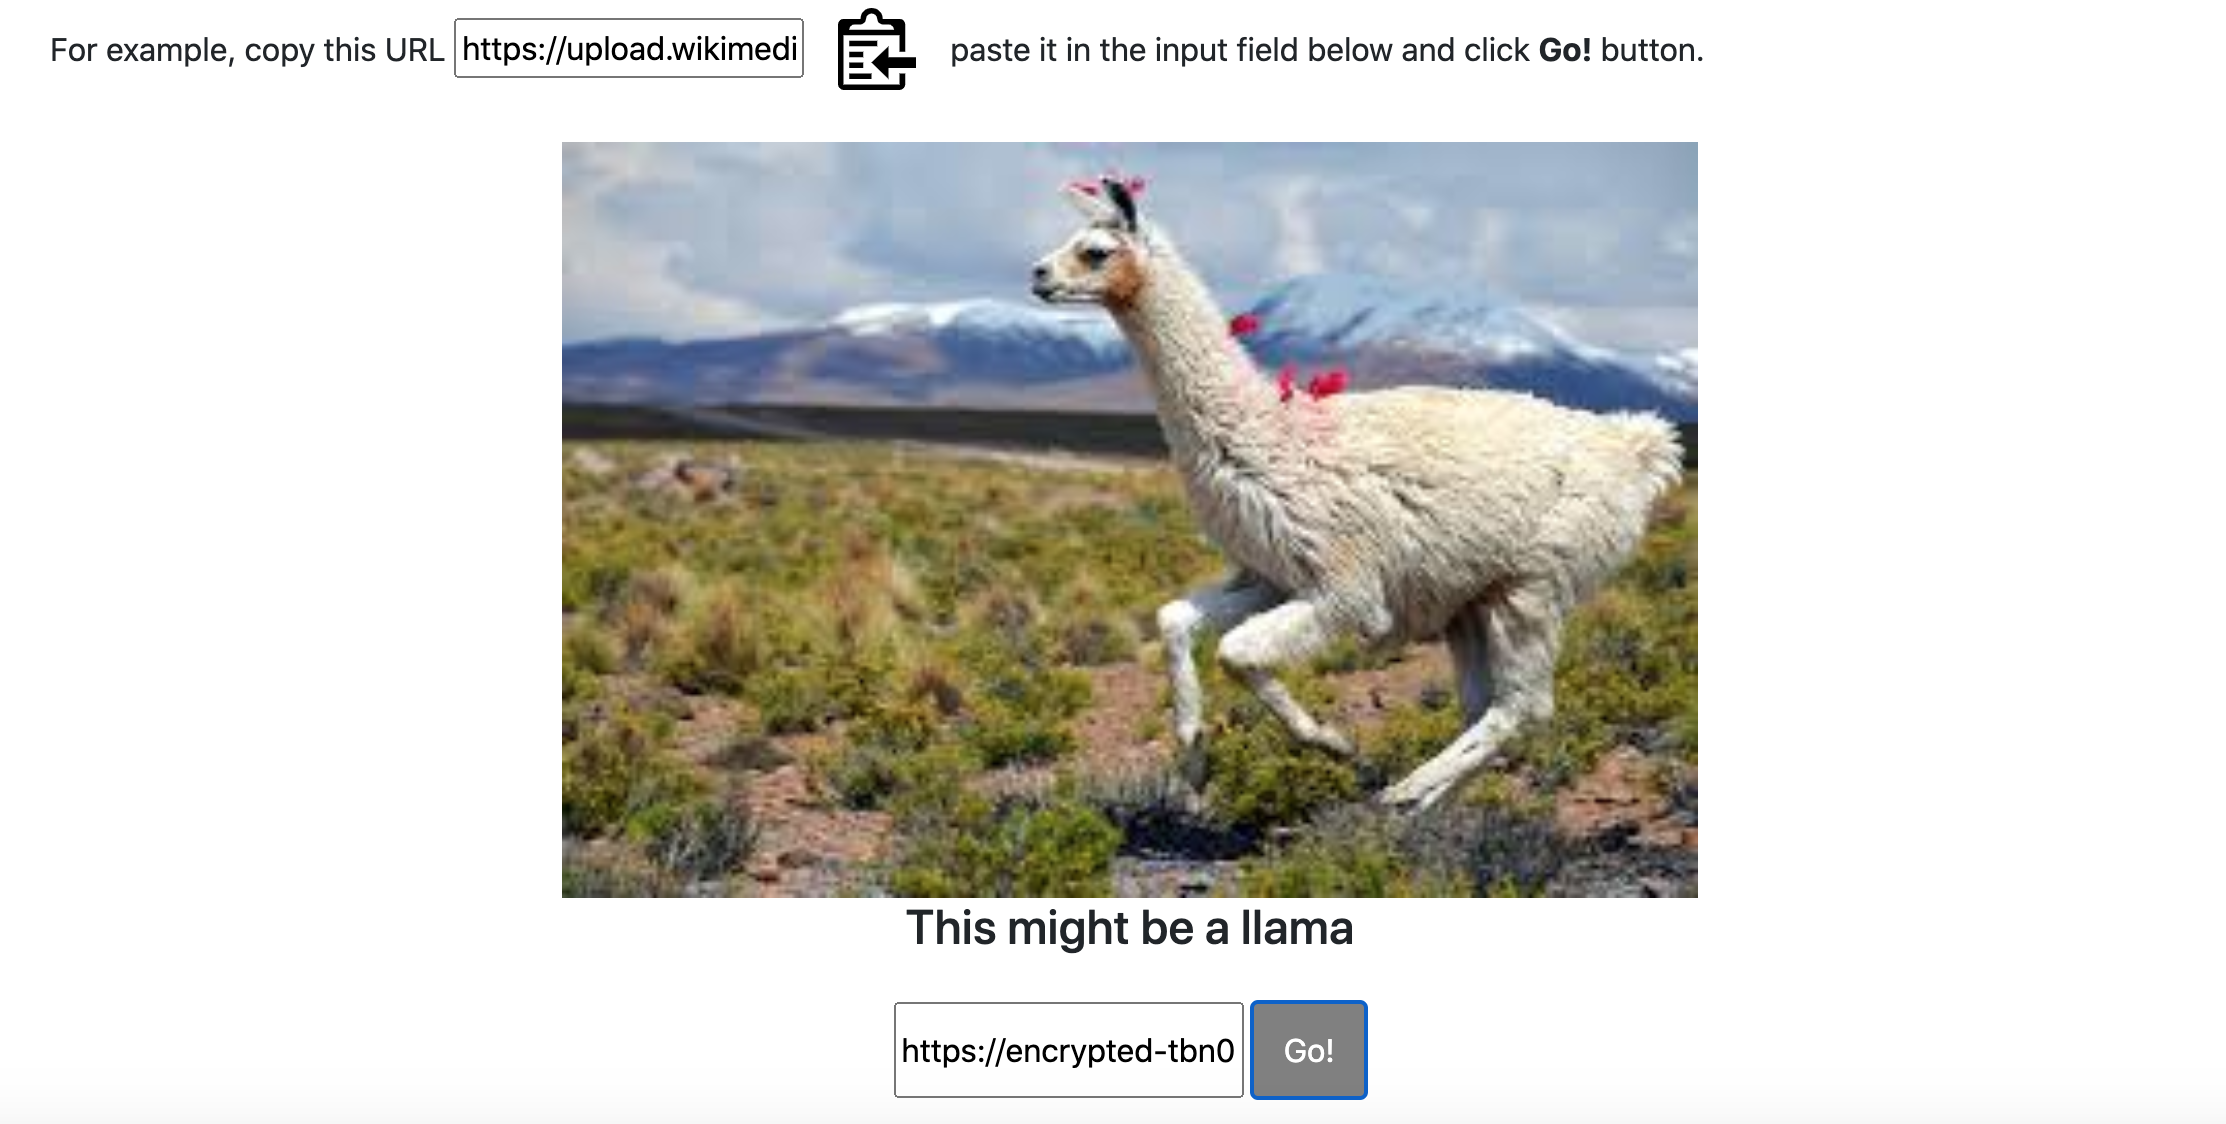 For example, copy this URL https://upload.wikimedi paste it in the input field below and click Go! button.
This might be a llama
https://encrypted-tbn0 Go!